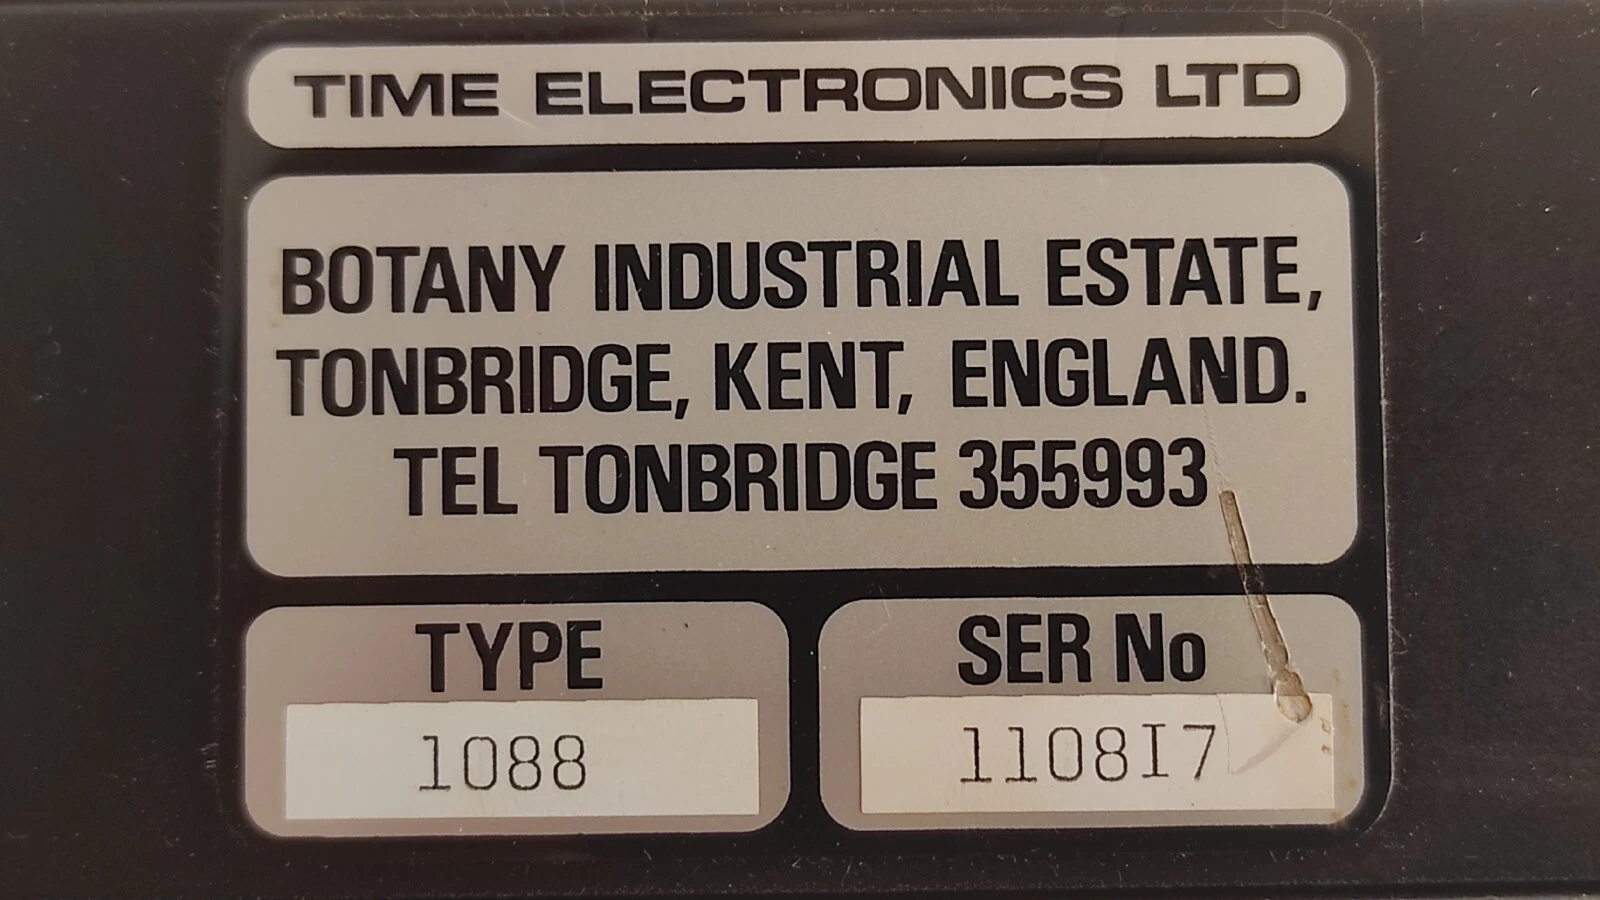 TIME ELECTRONICS LTD
BOTANY INDUSTRIAL ESTATE,
TONBRIDGE, KENT, ENGLAND.
TEL TONBRIDGE 355993
TYPE
1088
SER No
1108I7